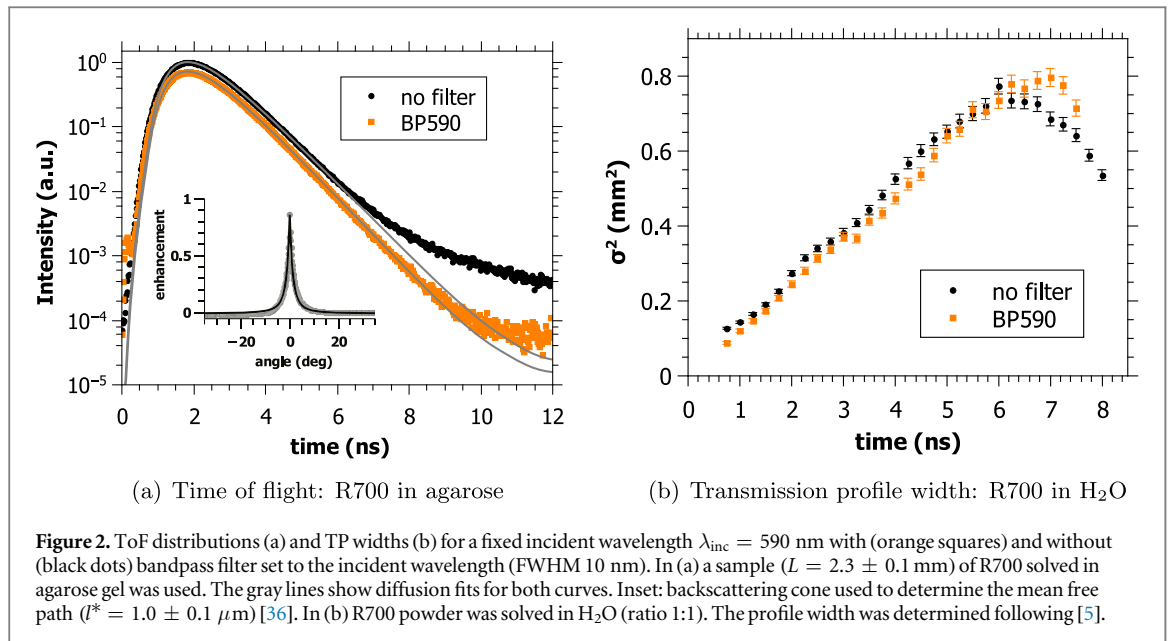 Intensity (a.u.)
10⁰
10⁻¹
10⁻²
10⁻³
10⁻⁴
10⁻⁵
no filter
BP590
enhancement
1
0.5
0
−20 0 20
angle (deg)
0 2 4 6 8 10 12
time (ns)
(a) Time of flight: R700 in agarose
σ² (mm²)
0.8
0.6
0.4
0.2
0
no filter
BP590
0 1 2 3 4 5 6 7 8
time (ns)
(b) Transmission profile width: R700 in H₂O
Figure 2. ToF distributions (a) and TP widths (b) for a fixed incident wavelength λinc = 590 nm with (orange squares) and without
(black dots) bandpass filter set to the incident wavelength (FWHM 10 nm). In (a) a sample (L = 2.3 ± 0.1 mm) of R700 solved in
agarose gel was used. The gray lines show diffusion fits for both curves. Inset: backscattering cone used to determine the mean free
path (l* = 1.0 ± 0.1 μm) [36]. In (b) R700 powder was solved in H₂O (ratio 1:1). The profile width was determined following [5].